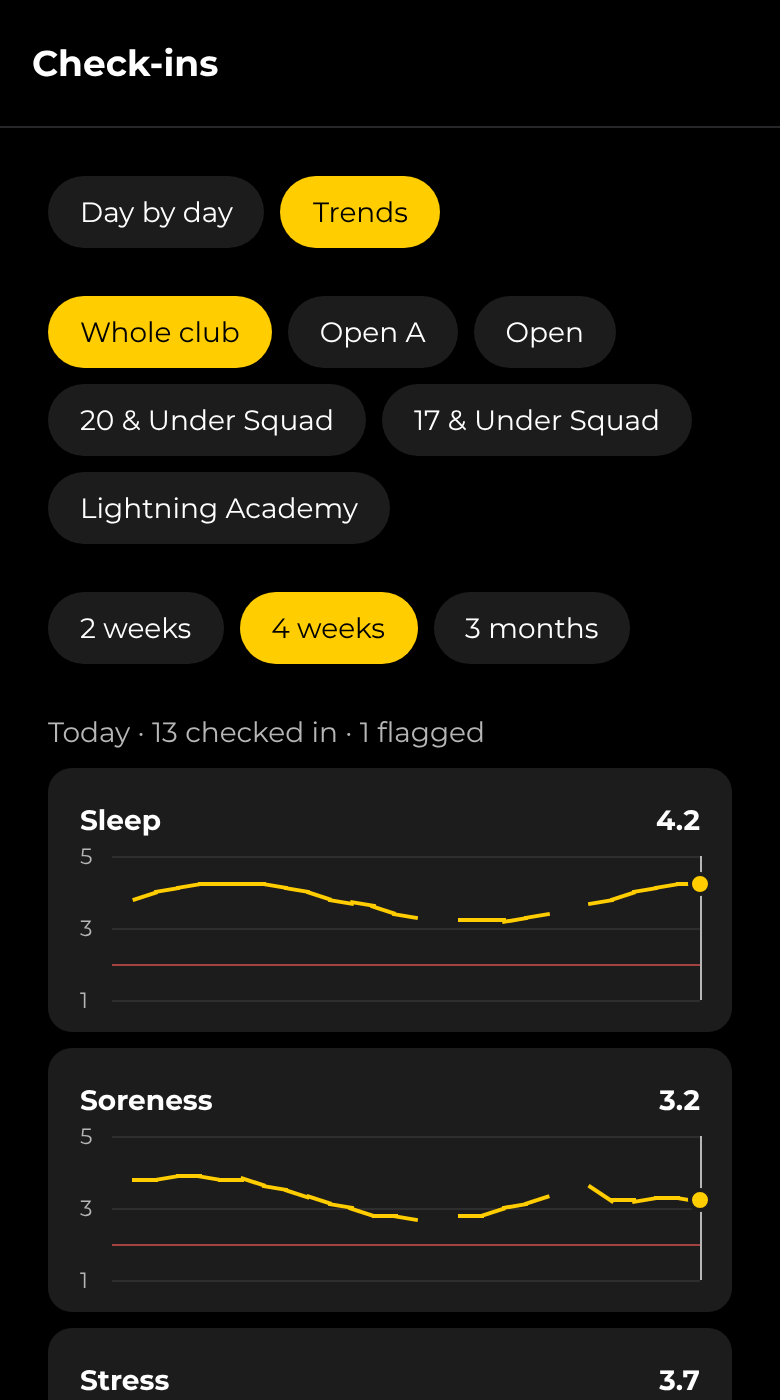 Check-ins
Day by day Trends
Whole club Open A Open
20 & Under Squad 17 & Under Squad
Lightning Academy
2 weeks 4 weeks 3 months
Today · 13 checked in · 1 flagged
Sleep 4.2
5
3
1
Soreness 3.2
5
3
1
Stress 3.7